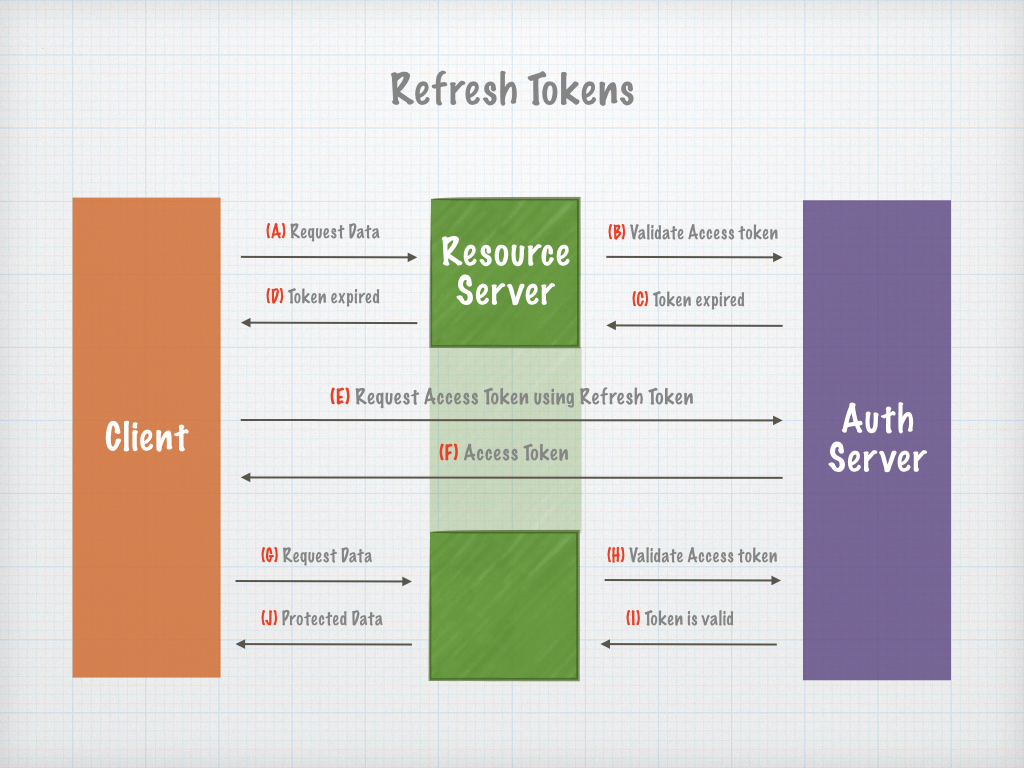 Refresh Tokens
(A) Request Data
(B) Validate Access token
Resource
Server
(D) Token expired
(C) Token expired
(E) Request Access Token using Refresh Token
Client
Auth
Server
(F) Access Token
(G) Request Data
(H) Validate Access token
(J) Protected Data
(I) Token is valid